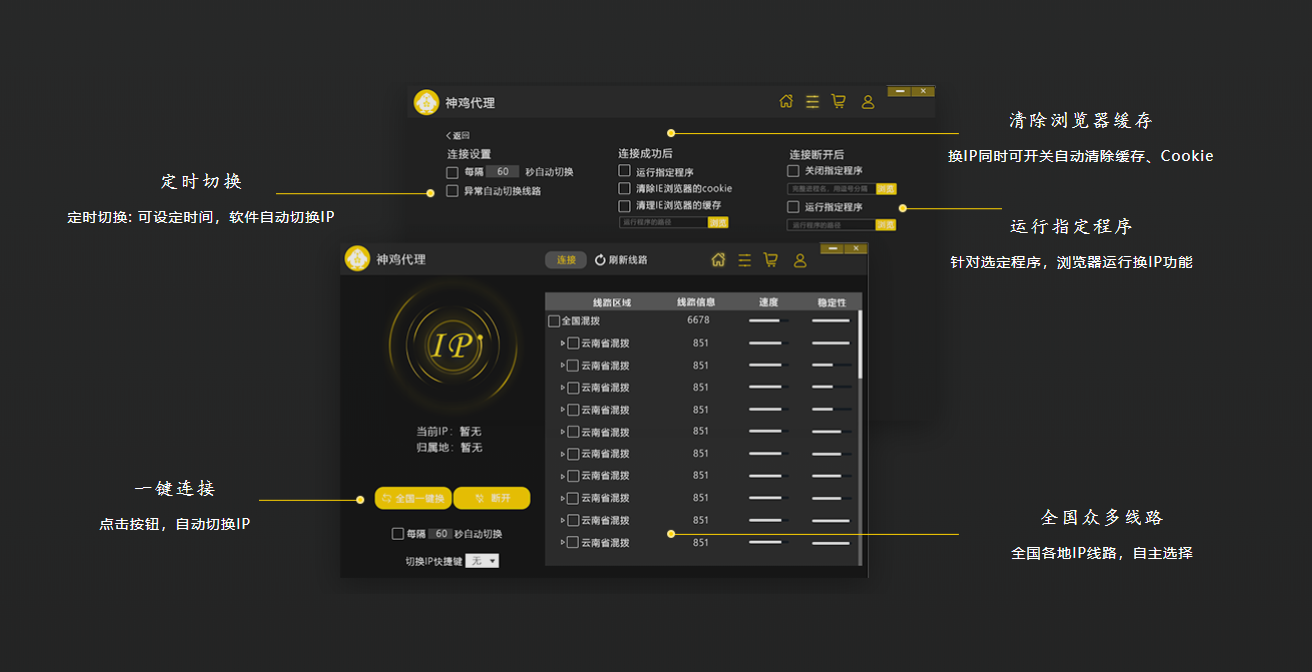 神鸡代理
返回
连接设置
每隔 60 秒自动切换
异常自动切换线路
连接成功后
运行指定程序
清除IE浏览器的cookie
清理IE浏览器的缓存
运行程序的路径 浏览
连接断开后
关闭指定程序
完整进程名,用逗号分隔 浏览
运行指定程序
运行程序的路径 浏览
定时切换
定时切换: 可设定时间，软件自动切换IP
清除浏览器缓存
换IP同时可开关自动清除缓存、Cookie
运行指定程序
针对选定程序，浏览器运行换IP功能
神鸡代理
连接 刷新线路
IP
当前IP：暂无
归属地：暂无
全国一键换 断开
每隔 60 秒自动切换
切换IP快捷键 无
线路区域 线路信息 速度 稳定性
全国混拨 6678
云南省混拨 851
云南省混拨 851
云南省混拨 851
云南省混拨 851
云南省混拨 851
云南省混拨 851
云南省混拨 851
云南省混拨 851
云南省混拨 851
云南省混拨 851
一键连接
点击按钮，自动切换IP
全国众多线路
全国各地IP线路，自主选择